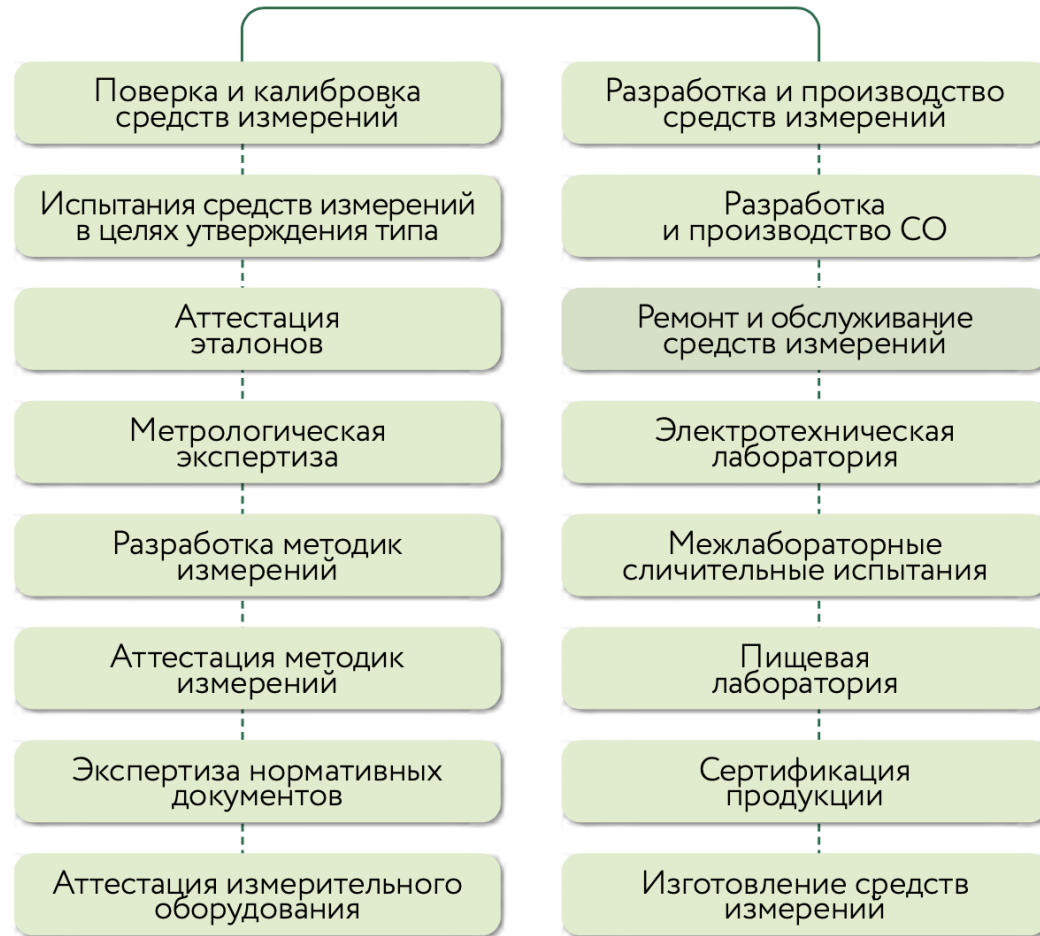 Поверка и калибровка
средств измерений
Испытания средств измерений
в целях утверждения типа
Аттестация
эталонов
Метрологическая
экспертиза
Разработка методик
измерений
Аттестация методик
измерений
Экспертиза нормативных
документов
Аттестация измерительного
оборудования
Разработка и производство
средств измерений
Разработка
и производство СО
Ремонт и обслуживание
средств измерений
Электротехническая
лаборатория
Межлабораторные
сличительные испытания
Пищевая
лаборатория
Сертификация
продукции
Изготовление средств
измерений